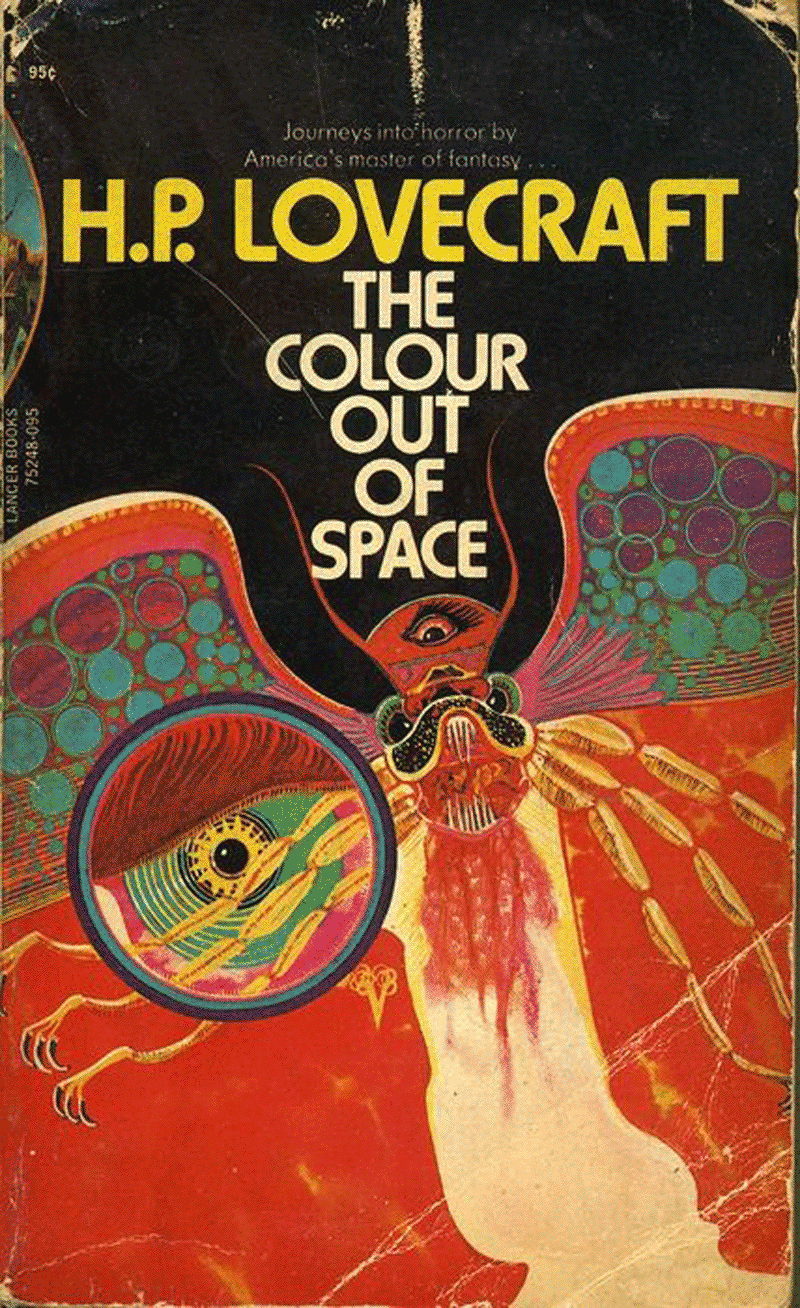 95¢
Journeys into horror by
America's master of fantasy...
H.P. LOVECRAFT
THE
COLOUR
OUT
OF
SPACE
LANCER BOOKS
75248-095